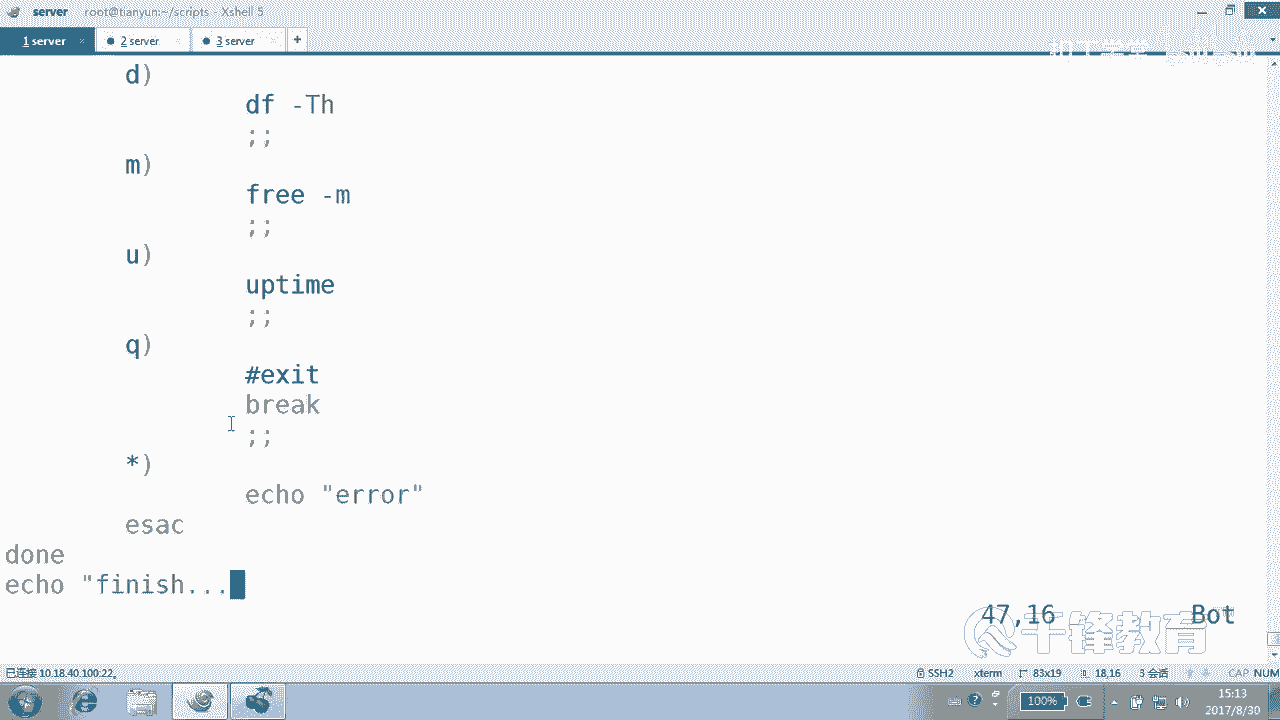 server root@tianyun:~/scripts - Xshell 5
1 server × 2 server × 3 server × +
d)
df -Th
;;
m)
free -m
;;
u)
uptime
;;
q)
#exit
break
;;
*)
echo "error"
esac
done
echo "finish...
47,16 Bot
千锋教育
已连接 10.18.40.100:22。 SSH2 xterm 83x19 18,16 3 会话 CAP NUM
100% 15:13
2017/8/30